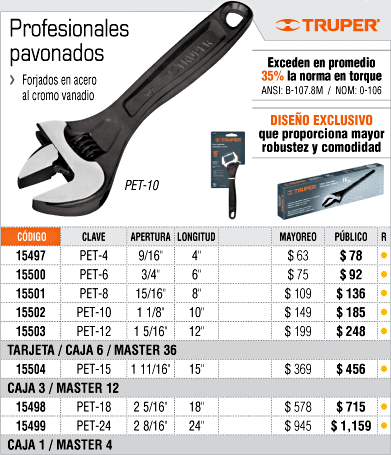 Profesionales
pavonados
Forjados en acero
al cromo vanadio
TRUPER
Exceden en promedio
35% la norma en torque
ANSI: B-107.8M / NOM: 0-106
DISEÑO EXCLUSIVO
que proporciona mayor
robustez y comodidad
TRUPER
PET-10
TRUPER
TRUPER
CÓDIGO CLAVE APERTURA LONGITUD MAYOREO PÚBLICO R
15497 PET-4 9/16" 4" $ 63 $ 78
15500 PET-6 3/4" 6" $ 75 $ 92
15501 PET-8 15/16" 8" $ 109 $ 136
15502 PET-10 1 1/8" 10" $ 149 $ 185
15503 PET-12 1 5/16" 12" $ 199 $ 248
TARJETA / CAJA 6 / MASTER 36
15504 PET-15 1 11/16" 15" $ 369 $ 456
CAJA 3 / MASTER 12
15498 PET-18 2 5/16" 18" $ 578 $ 715
15499 PET-24 2 8/16" 24" $ 945 $ 1,159
CAJA 1 / MASTER 4